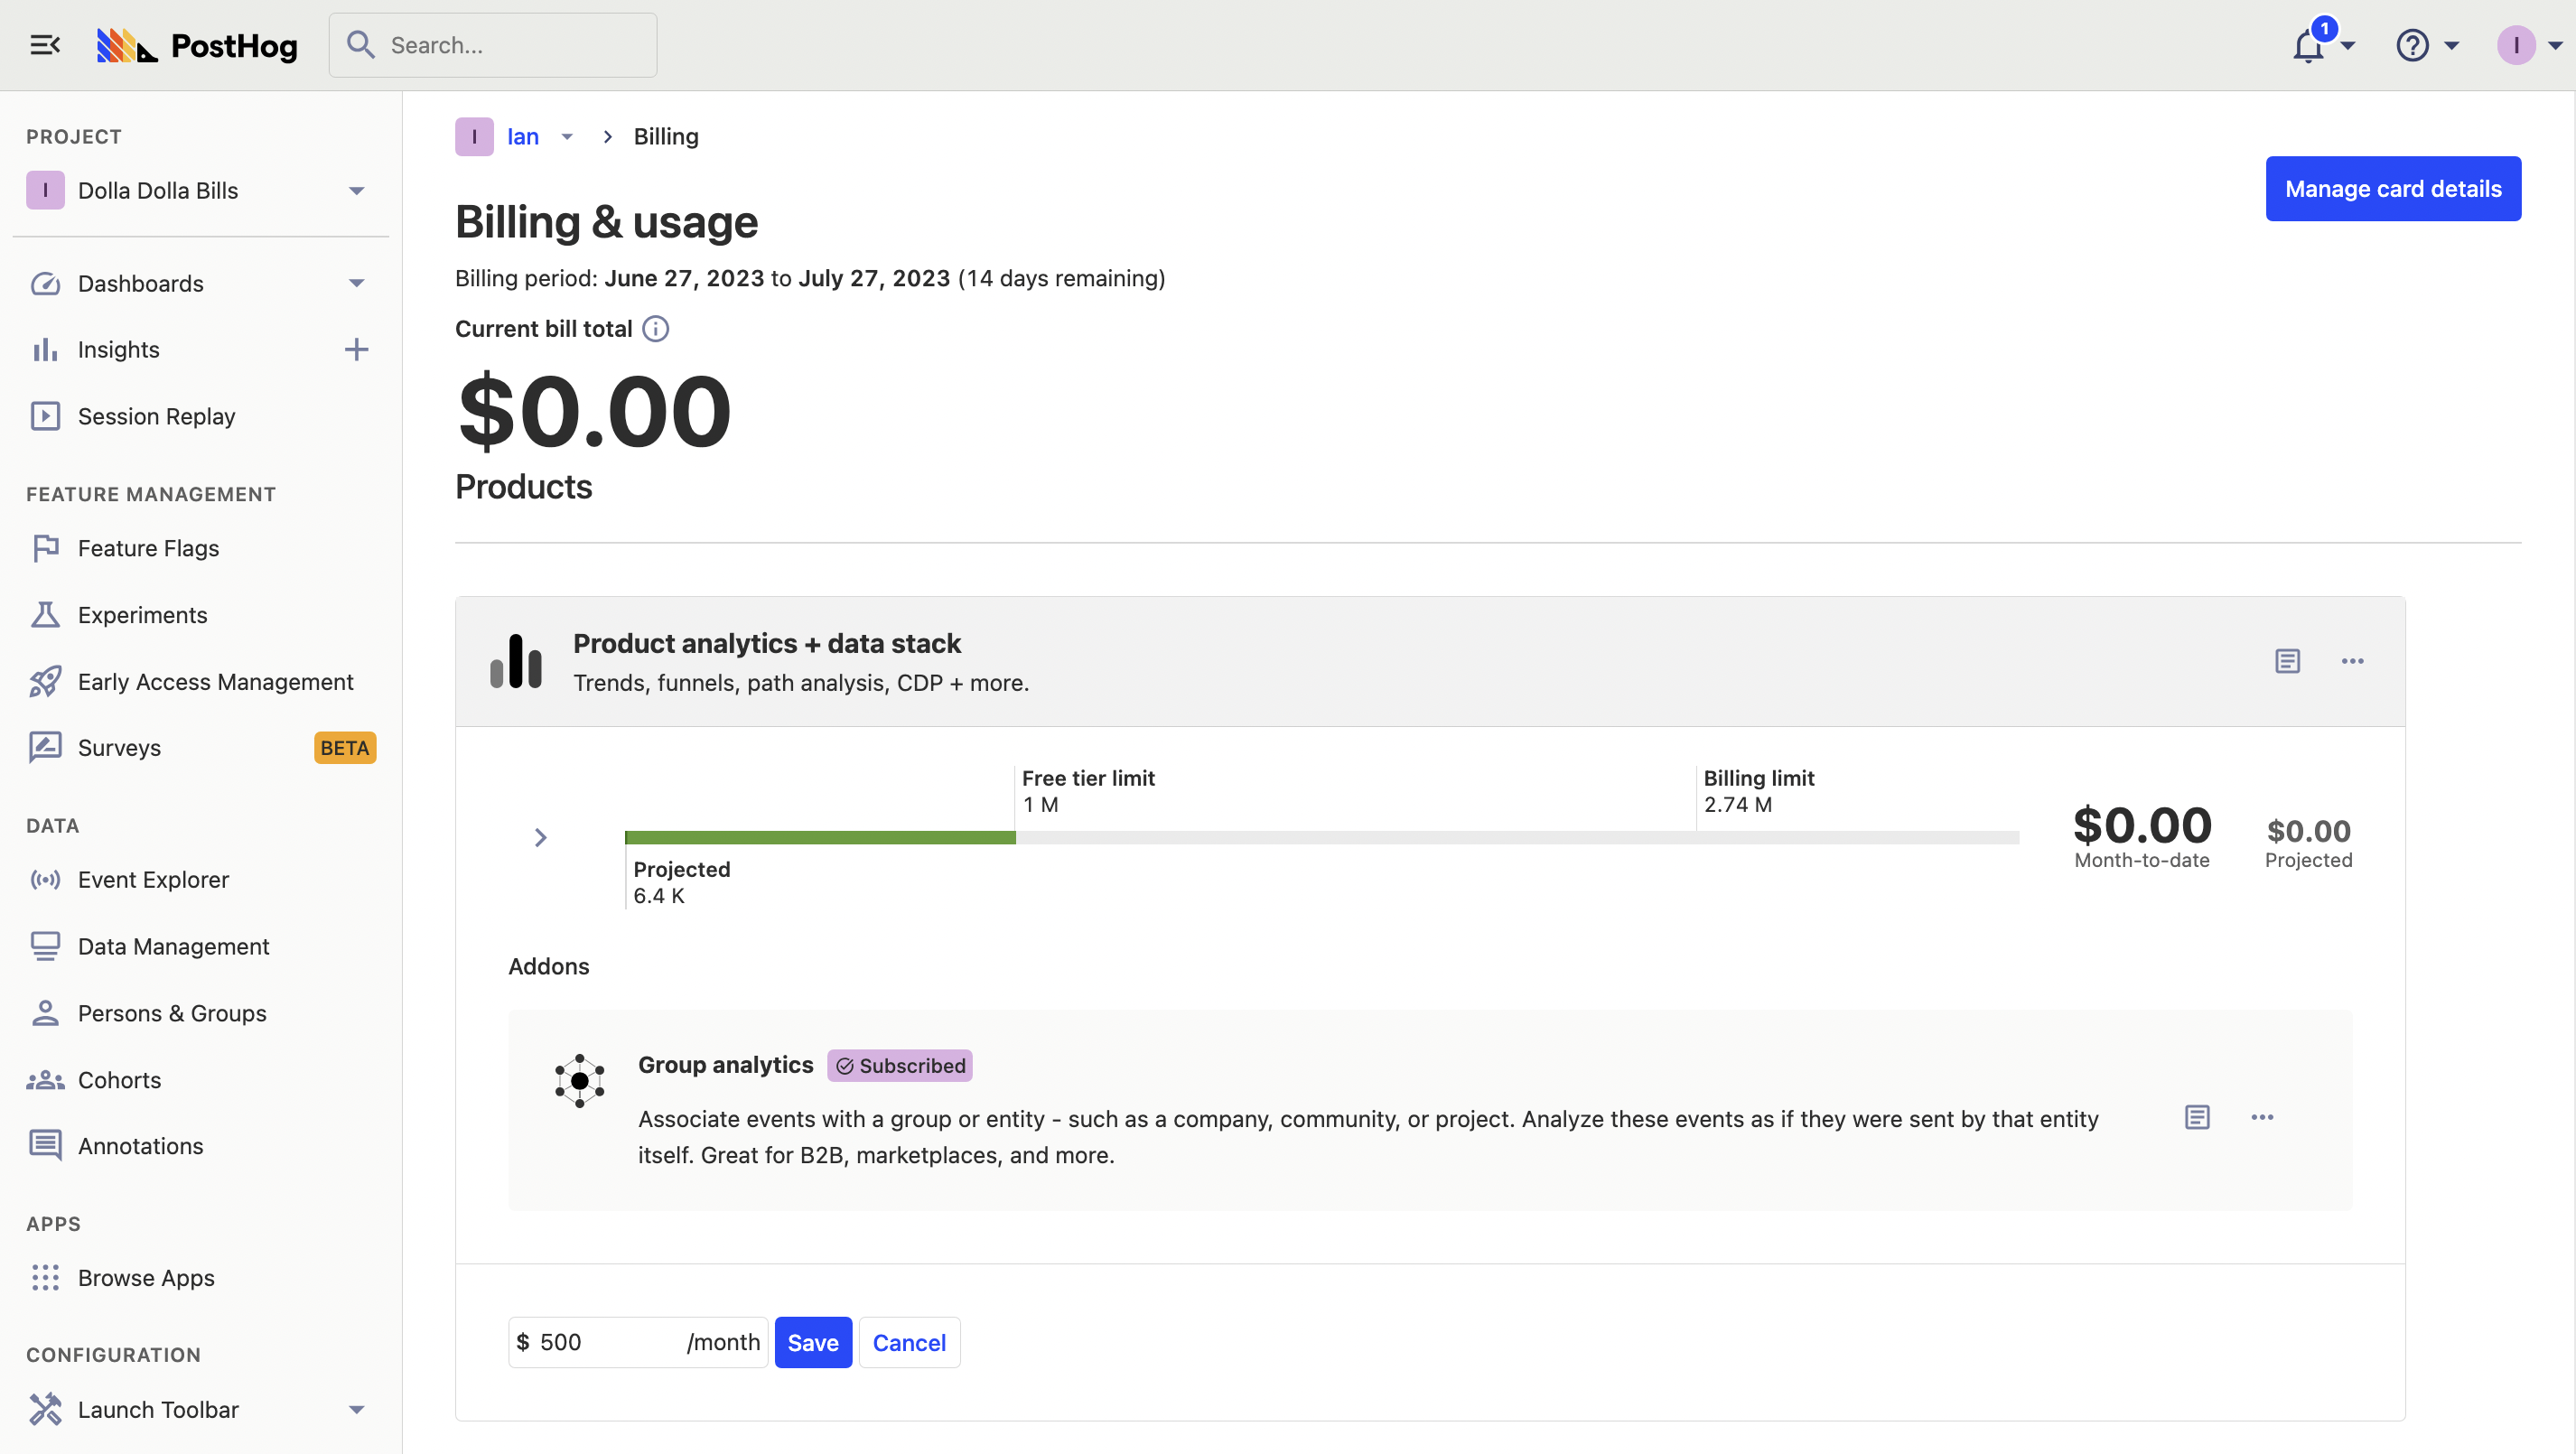 PostHog
Search...
1
I
PROJECT
I Dolla Dolla Bills
Dashboards
Insights
Session Replay
FEATURE MANAGEMENT
Feature Flags
Experiments
Early Access Management
Surveys BETA
DATA
Event Explorer
Data Management
Persons & Groups
Cohorts
Annotations
APPS
Browse Apps
CONFIGURATION
Launch Toolbar
I Ian Billing
Manage card details
Billing & usage
Billing period: June 27, 2023 to July 27, 2023 (14 days remaining)
Current bill total
$0.00
Products
Product analytics + data stack
Trends, funnels, path analysis, CDP + more.
Free tier limit
1 M
Billing limit
2.74 M
Projected
6.4 K
$0.00
Month-to-date
$0.00
Projected
Addons
Group analytics Subscribed
Associate events with a group or entity - such as a company, community, or project. Analyze these events as if they were sent by that entity
itself. Great for B2B, marketplaces, and more.
$ 500 /month Save Cancel